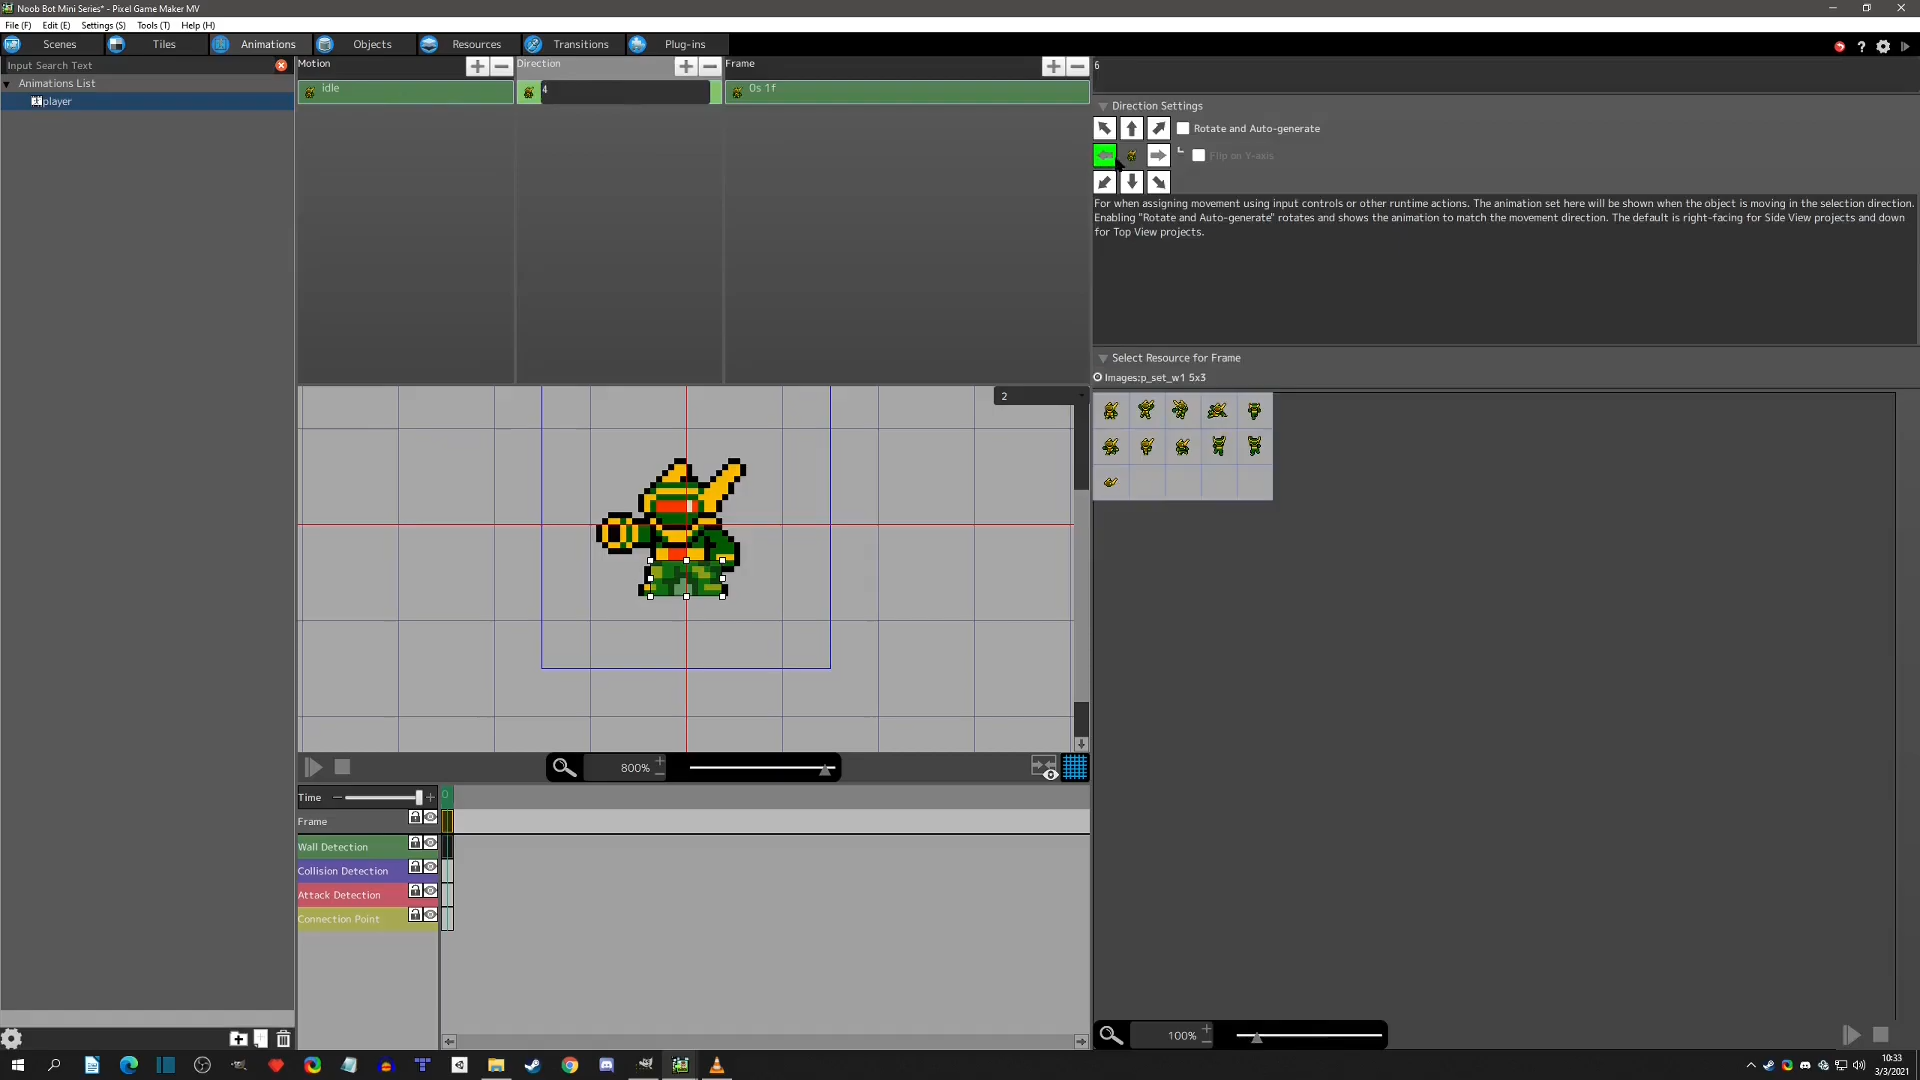 Noob Bot Mini Series* - Pixel Game Maker MV
File (F) Edit (E) Settings (S) Tools (T) Help (H)
Scenes Tiles Animations Objects Resources Transitions Plug-ins
Input Search Text
Animations List
player
Motion
idle
Direction
4
Frame
0s 1f
6
Direction Settings
Rotate and Auto-generate
Flip on Y-axis
For when assigning movement using input controls or other runtime actions. The animation set here will be shown when the object is moving in the selection direction.
Enabling "Rotate and Auto-generate" rotates and shows the animation to match the movement direction. The default is right-facing for Side View projects and down
for Top View projects.
Select Resource for Frame
Images:p_set_w1 5x3
2
800%
Time
0
Frame
Wall Detection
Collision Detection
Attack Detection
Connection Point
100%
10:33
3/3/2021